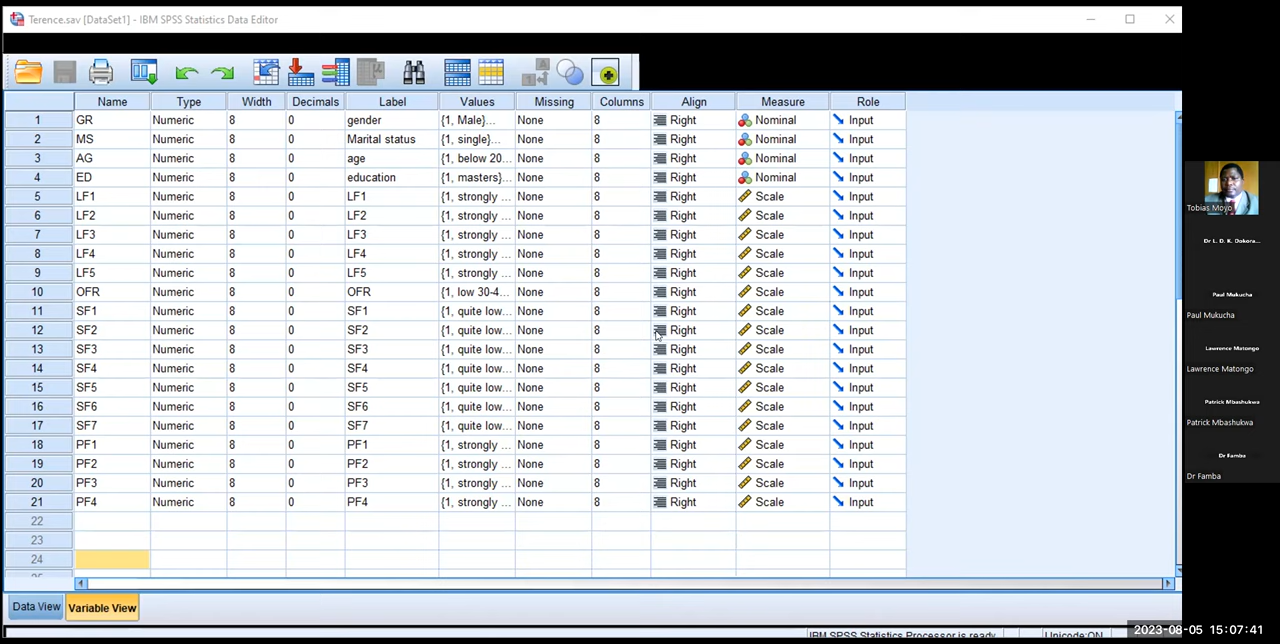 Terence.sav [DataSet1] - IBM SPSS Statistics Data Editor
Name Type Width Decimals Label Values Missing Columns Align Measure Role
1 GR Numeric 8 0 gender {1, Male}... None 8 Right Nominal Input
2 MS Numeric 8 0 Marital status {1, single}... None 8 Right Nominal Input
3 AG Numeric 8 0 age {1, below 20... None 8 Right Nominal Input
4 ED Numeric 8 0 education {1, masters}... None 8 Right Nominal Input
5 LF1 Numeric 8 0 LF1 {1, strongly ... None 8 Right Scale Input
6 LF2 Numeric 8 0 LF2 {1, strongly ... None 8 Right Scale Input
7 LF3 Numeric 8 0 LF3 {1, strongly ... None 8 Right Scale Input
8 LF4 Numeric 8 0 LF4 {1, strongly ... None 8 Right Scale Input
9 LF5 Numeric 8 0 LF5 {1, strongly ... None 8 Right Scale Input
10 OFR Numeric 8 0 OFR {1, low 30-4... None 8 Right Scale Input
11 SF1 Numeric 8 0 SF1 {1, quite low... None 8 Right Scale Input
12 SF2 Numeric 8 0 SF2 {1, quite low... None 8 Right Scale Input
13 SF3 Numeric 8 0 SF3 {1, quite low... None 8 Right Scale Input
14 SF4 Numeric 8 0 SF4 {1, quite low... None 8 Right Scale Input
15 SF5 Numeric 8 0 SF5 {1, quite low... None 8 Right Scale Input
16 SF6 Numeric 8 0 SF6 {1, quite low... None 8 Right Scale Input
17 SF7 Numeric 8 0 SF7 {1, quite low... None 8 Right Scale Input
18 PF1 Numeric 8 0 PF1 {1, strongly ... None 8 Right Scale Input
19 PF2 Numeric 8 0 PF2 {1, strongly ... None 8 Right Scale Input
20 PF3 Numeric 8 0 PF3 {1, strongly ... None 8 Right Scale Input
21 PF4 Numeric 8 0 PF4 {1, strongly ... None 8 Right Scale Input
22
23
24
25
Data View Variable View
IBM SPSS Statistics Processor is ready
Unicode:ON
2023-08-05 15:07:41
Tobias Moyo
Dr L. D. K. Dokora...
Paul Mukucha
Paul Mukucha
Lawrence Matongo
Lawrence Matongo
Patrick Mbashukwa
Patrick Mbashukwa
Dr Famba
Dr Famba